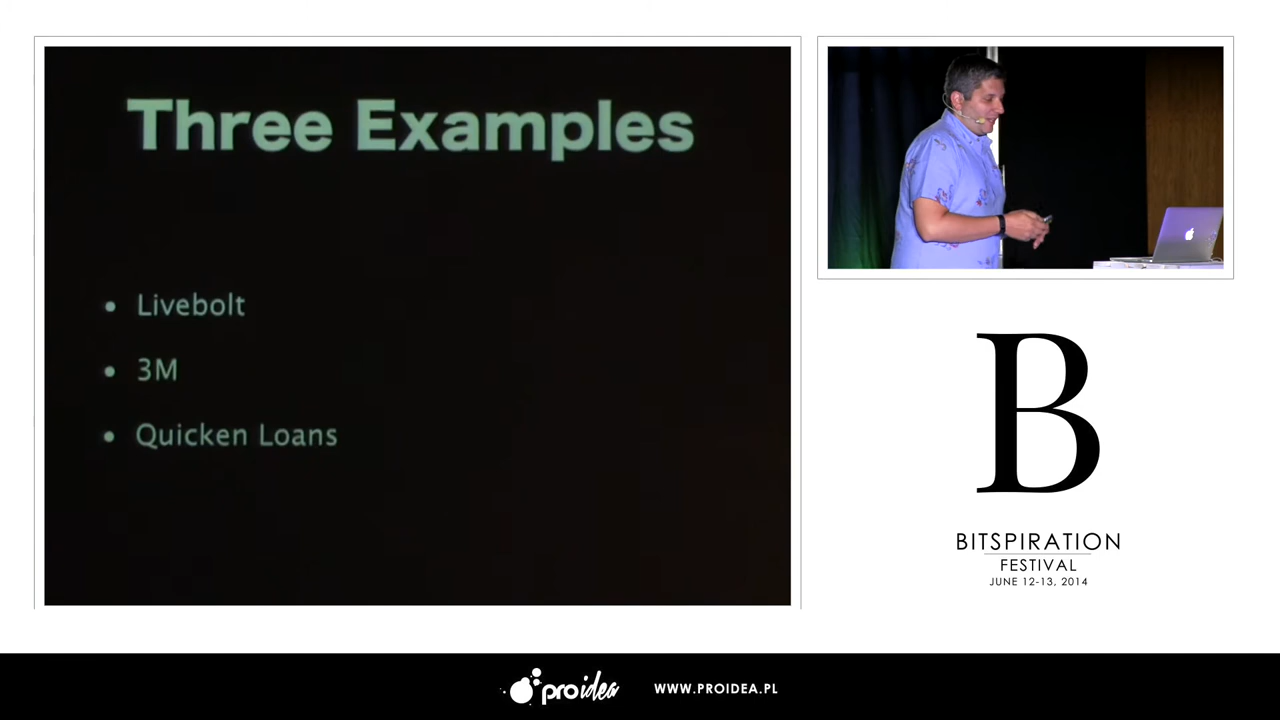 Three Examples
• Livebolt
• 3M
• Quicken Loans
B
BITSPIRATION
FESTIVAL
JUNE 12-13, 2014
proidea
WWW.PROIDEA.PL